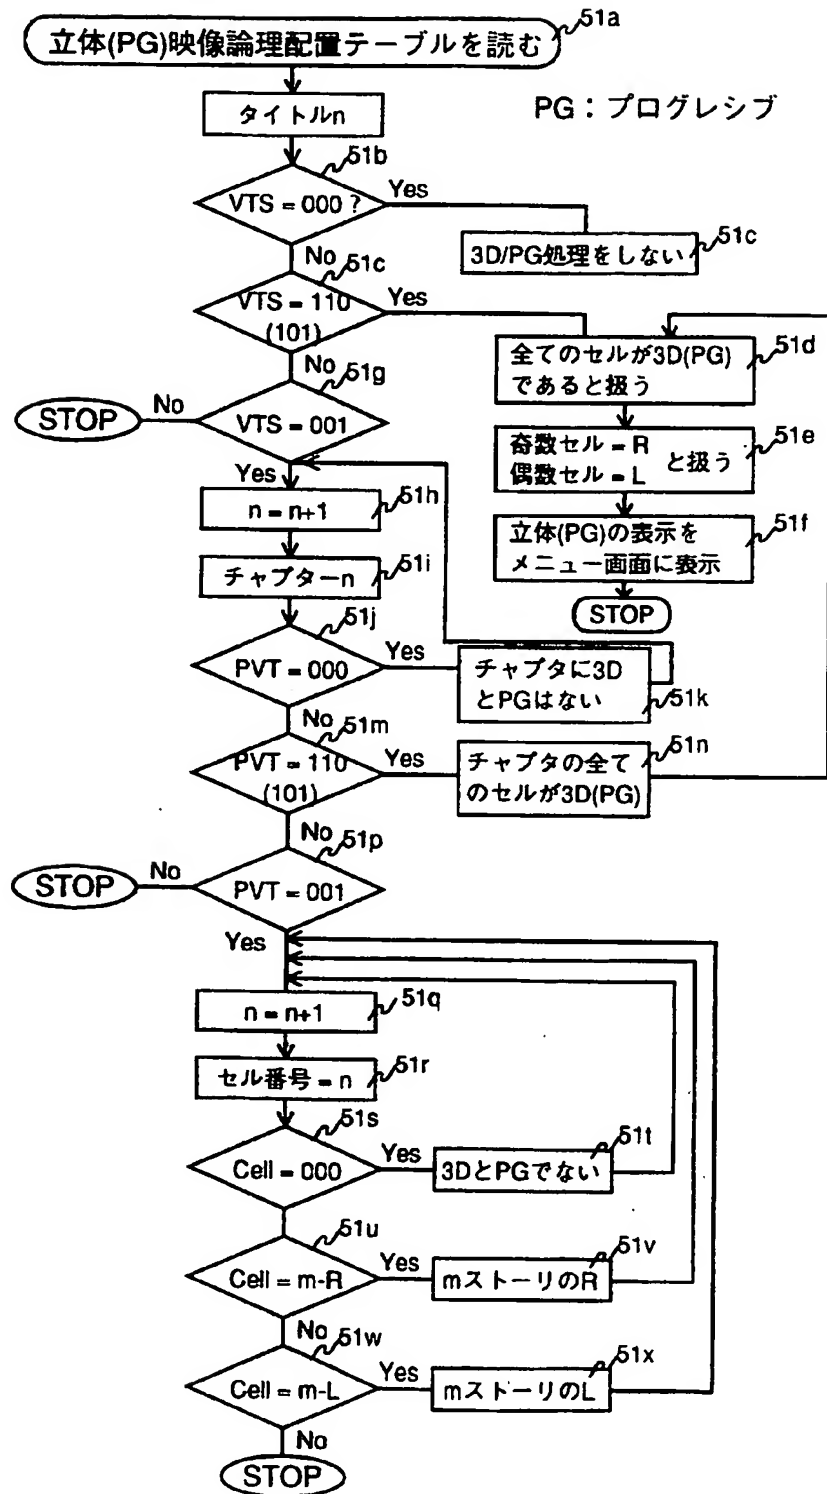 立体(PG)映像論理配置テーブルを読む
51a
タイトルn
PG：プログレシブ
51b
VTS = 000 ?
Yes
No
3D/PG処理をしない
51c
51c
VTS = 110
(101)
Yes
No
全てのセルが3D(PG)
であると扱う
51d
51g
VTS = 001
No
STOP
Yes
奇数セル = R
偶数セル = L
と扱う
51e
n = n+1
51h
立体(PG)の表示を
メニュー画面に表示
51f
STOP
チャプターn
51i
51j
PVT = 000
Yes
No
チャプタに3D
とPGはない
51k
51m
PVT = 110
(101)
Yes
No
チャプタの全て
のセルが3D(PG)
51n
51p
PVT = 001
No
STOP
Yes
n = n+1
51q
セル番号 = n
51r
51s
Cell = 000
Yes
3DとPGでない
51t
51u
Cell = m-R
Yes
No
mストーリのR
51v
51w
Cell = m-L
Yes
mストーリのL
51x
No
STOP